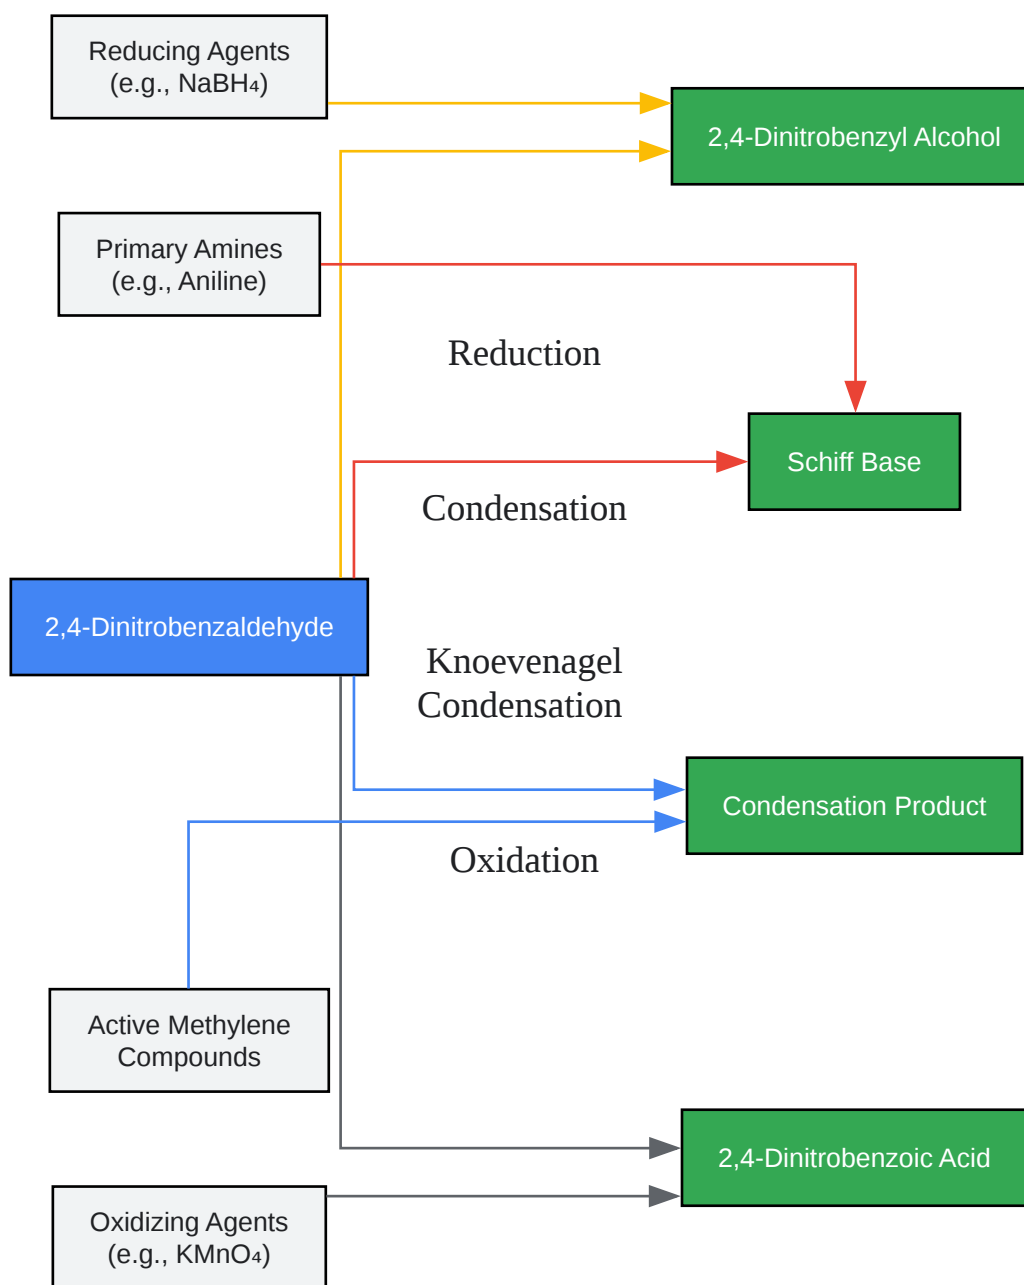 Reducing Agents
(e.g., NaBH₄)
2,4-Dinitrobenzyl Alcohol
Primary Amines
(e.g., Aniline)
Reduction
Schiff Base
Condensation
2,4-Dinitrobenzaldehyde
Knoevenagel
Condensation
Condensation Product
Oxidation
Active Methylene
Compounds
2,4-Dinitrobenzoic Acid
Oxidizing Agents
(e.g., KMnO₄)